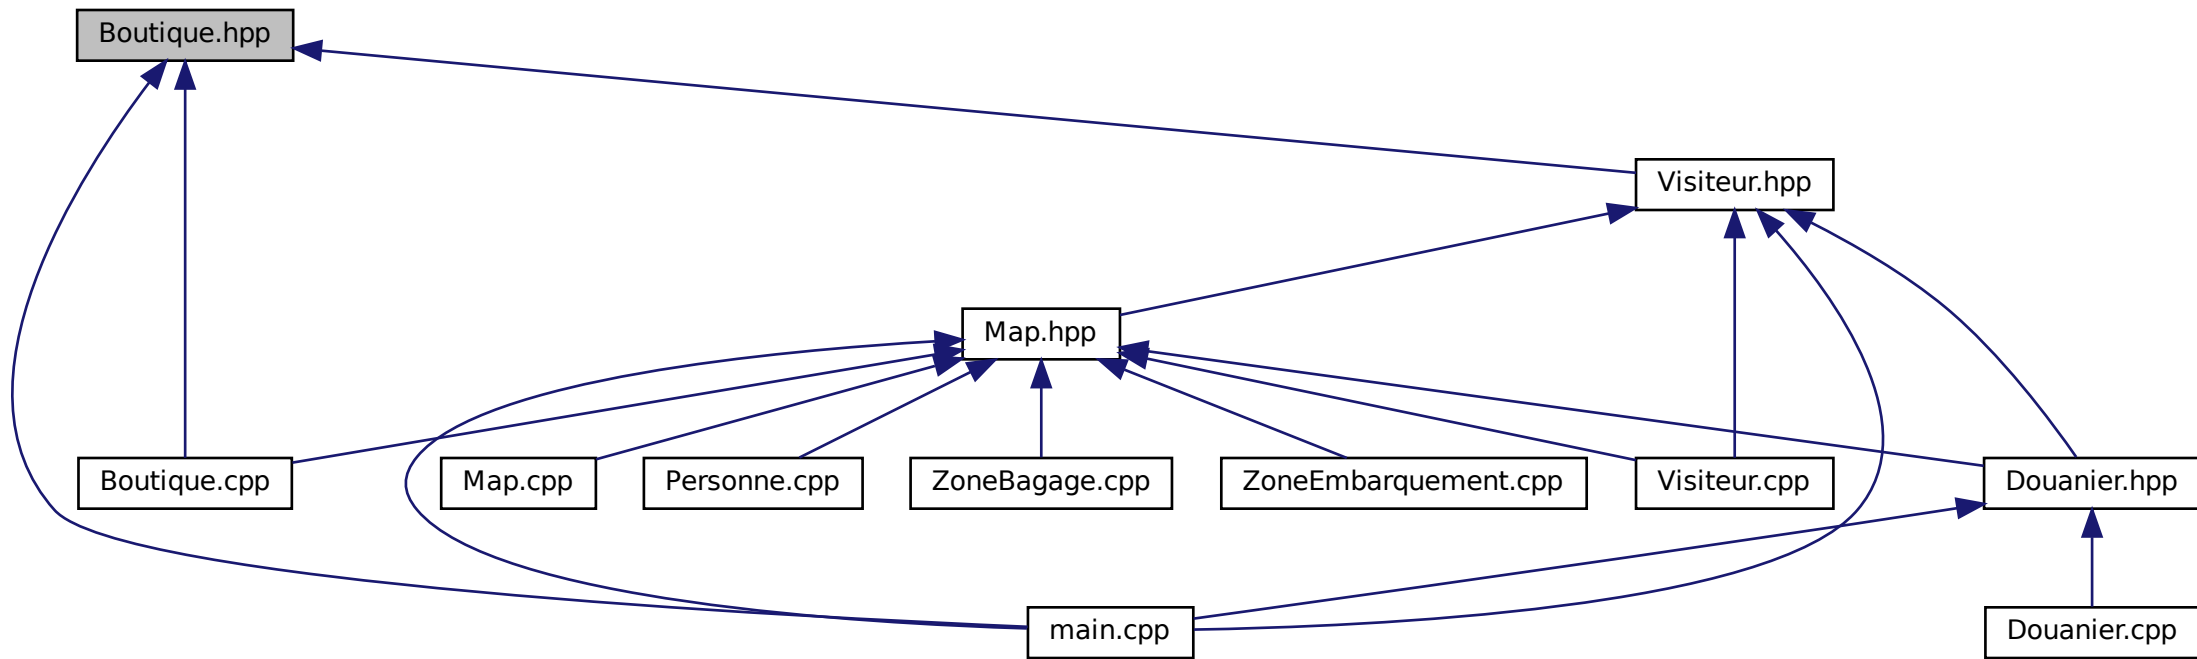 Boutique.hpp
Visiteur.hpp
Map.hpp
Boutique.cpp
Map.cpp
Personne.cpp
ZoneBagage.cpp
ZoneEmbarquement.cpp
Visiteur.cpp
Douanier.hpp
main.cpp
Douanier.cpp